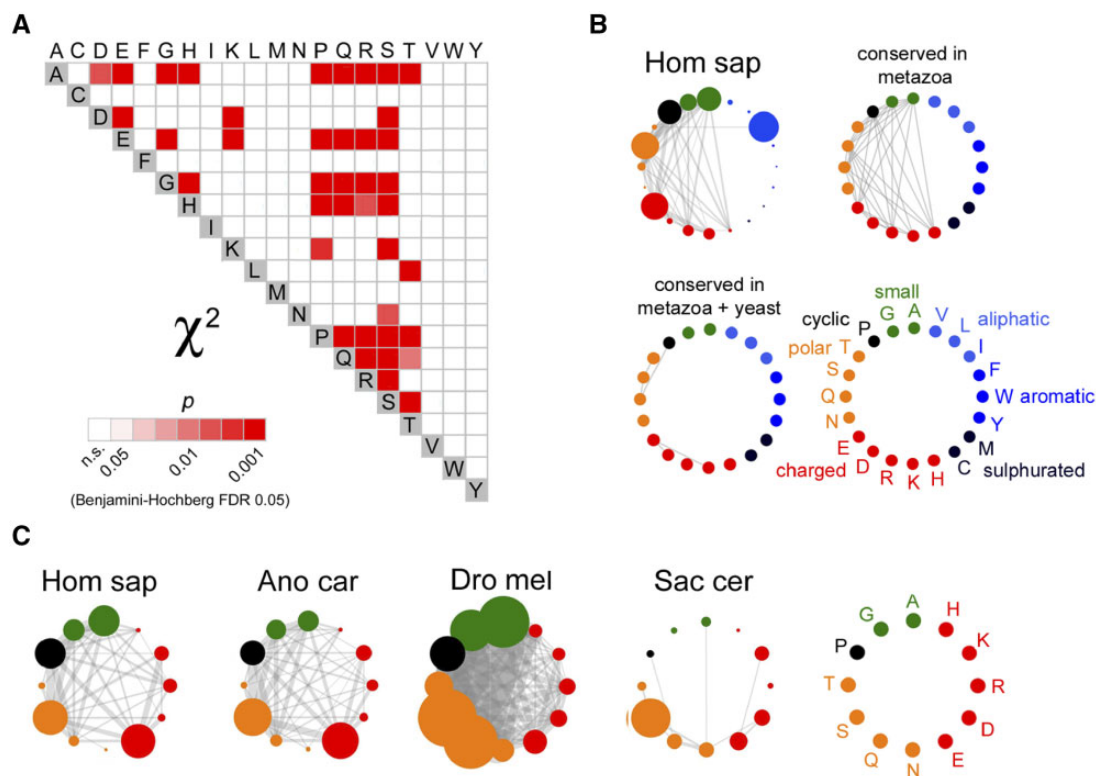 A
A C D E F G H I K L M N P Q R S T V W Y
A
C
D
E
F
G
H
I
K
L
M
N
P
Q
R
S
T
V
W
Y
χ2
p
n.s.
0.05
0.01
0.001
(Benjamini-Hochberg FDR 0.05)
B
Hom sap
conserved in
metazoa
conserved in
metazoa + yeast
small
G A V
cyclic P L aliphatic
polar T I
S F
Q W aromatic
N Y
E M
charged D R K H C sulphurated
C
Hom sap
Ano car
Dro mel
Sac cer
G A H
P K
T R
S D
Q N E